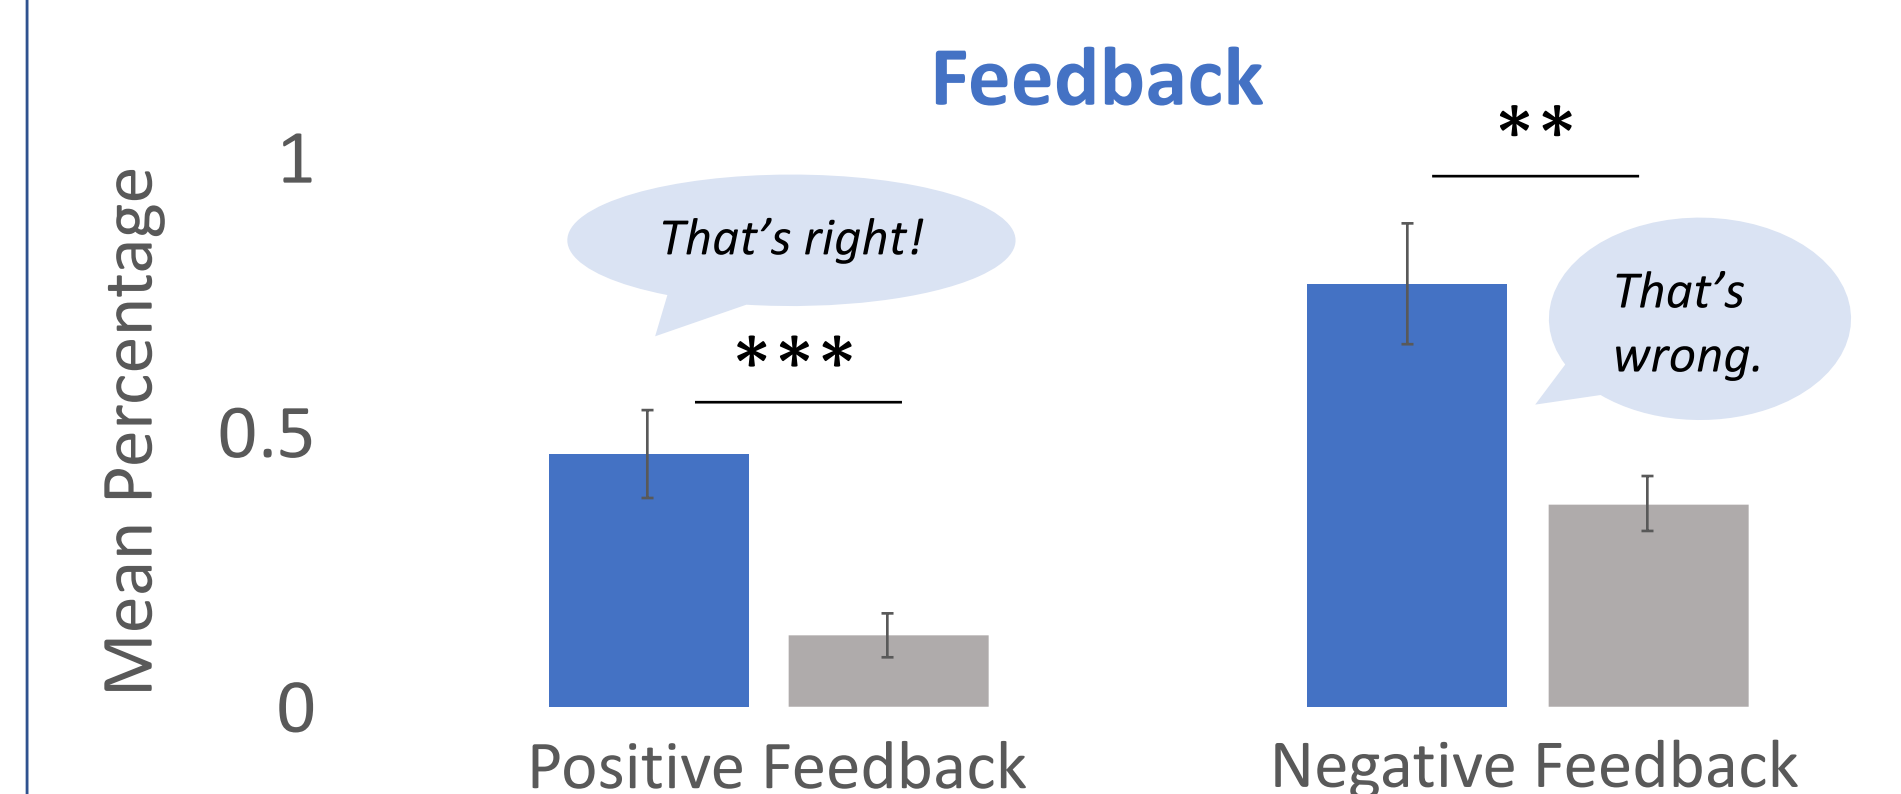 Feedback
**
1
That's right!
That's
wrong.
***
Mean Percentage
0.5
0
Positive Feedback
Negative Feedback